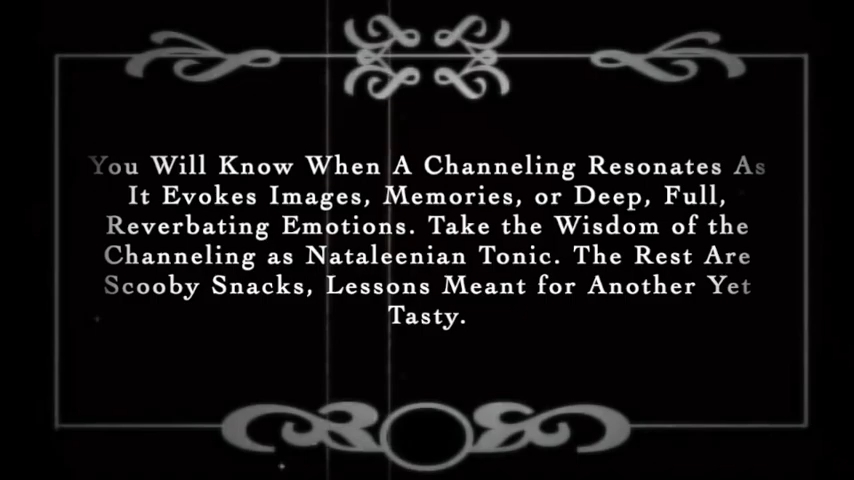 You Will Know When A Channeling Resonates As
It Evokes Images, Memories, or Deep, Full,
Reverbating Emotions. Take the Wisdom of the
Channeling as Nataleenian Tonic. The Rest Are
Scooby Snacks, Lessons Meant for Another Yet
Tasty.